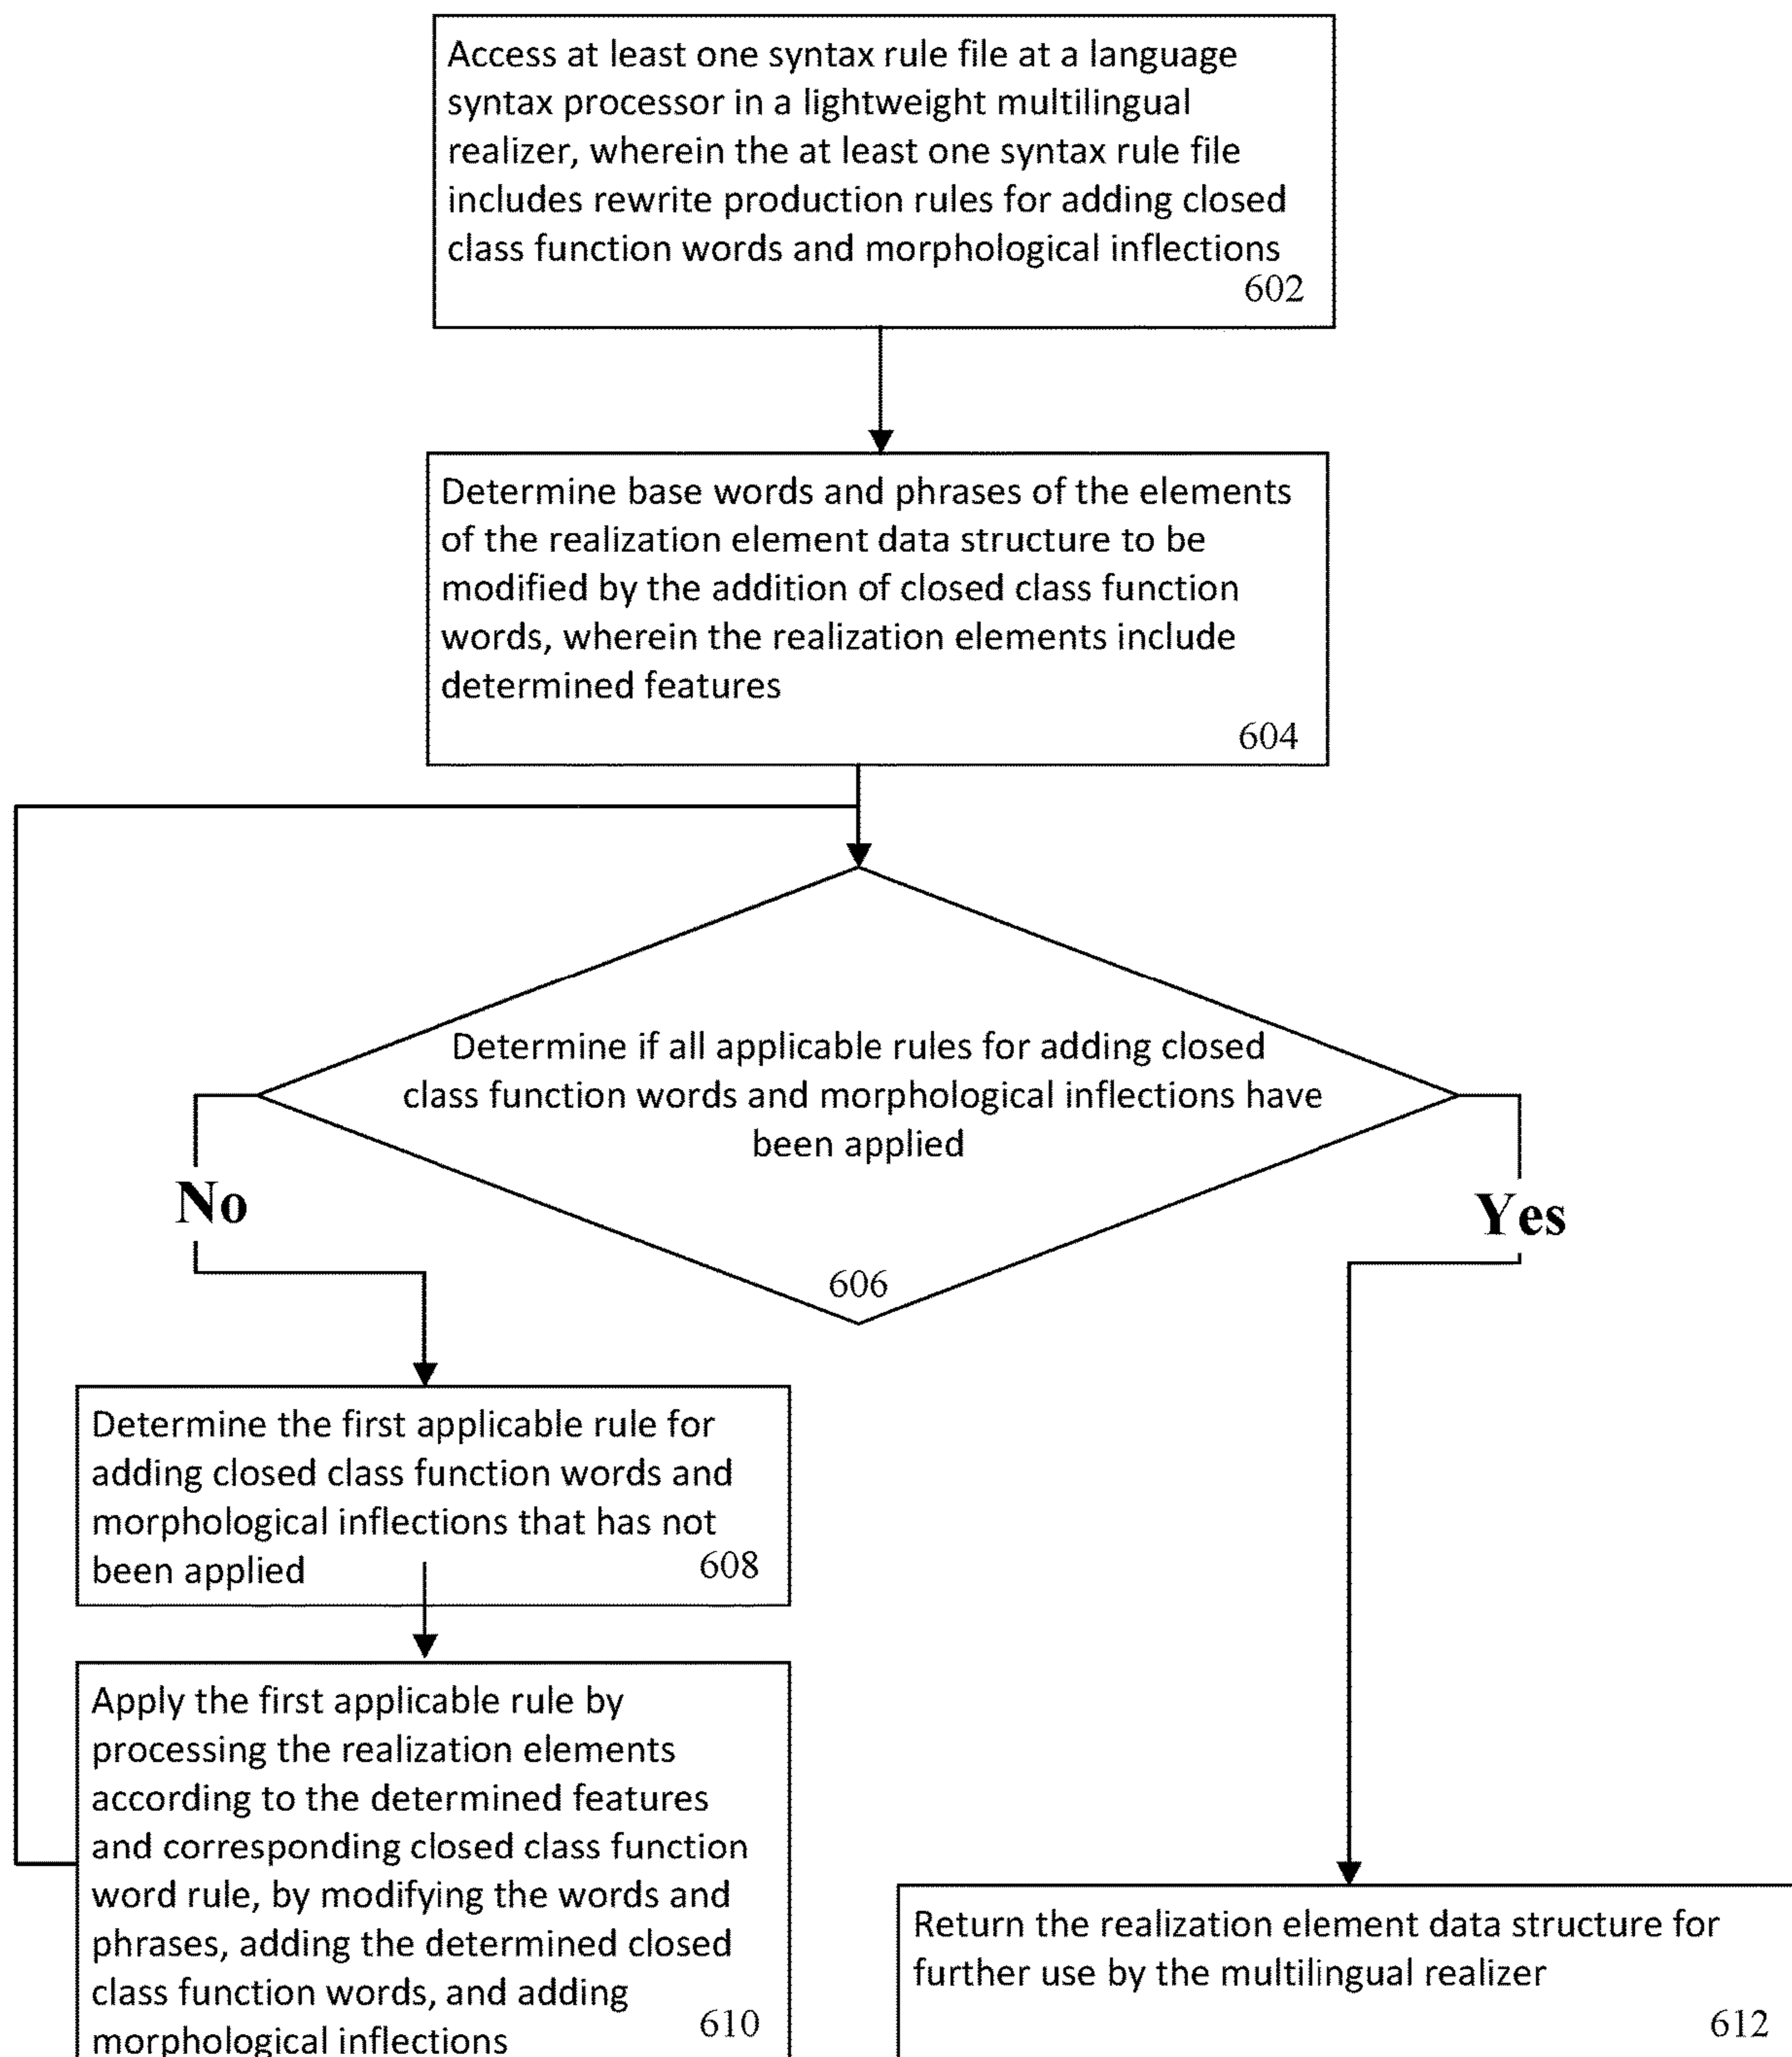 Access at least one syntax rule file at a language
syntax processor in a lightweight multilingual
realizer, wherein the at least one syntax rule file
includes rewrite production rules for adding closed
class function words and morphological inflections
602
Determine base words and phrases of the elements
of the realization element data structure to be
modified by the addition of closed class function
words, wherein the realization elements include
determined features
604
Determine if all applicable rules for adding closed
class function words and morphological inflections have
been applied
606
No
Yes
Determine the first applicable rule for
adding closed class function words and
morphological inflections that has not
been applied
608
Apply the first applicable rule by
processing the realization elements
according to the determined features
and corresponding closed class function
word rule, by modifying the words and
phrases, adding the determined closed
class function words, and adding
morphological inflections
610
Return the realization element data structure for
further use by the multilingual realizer
612